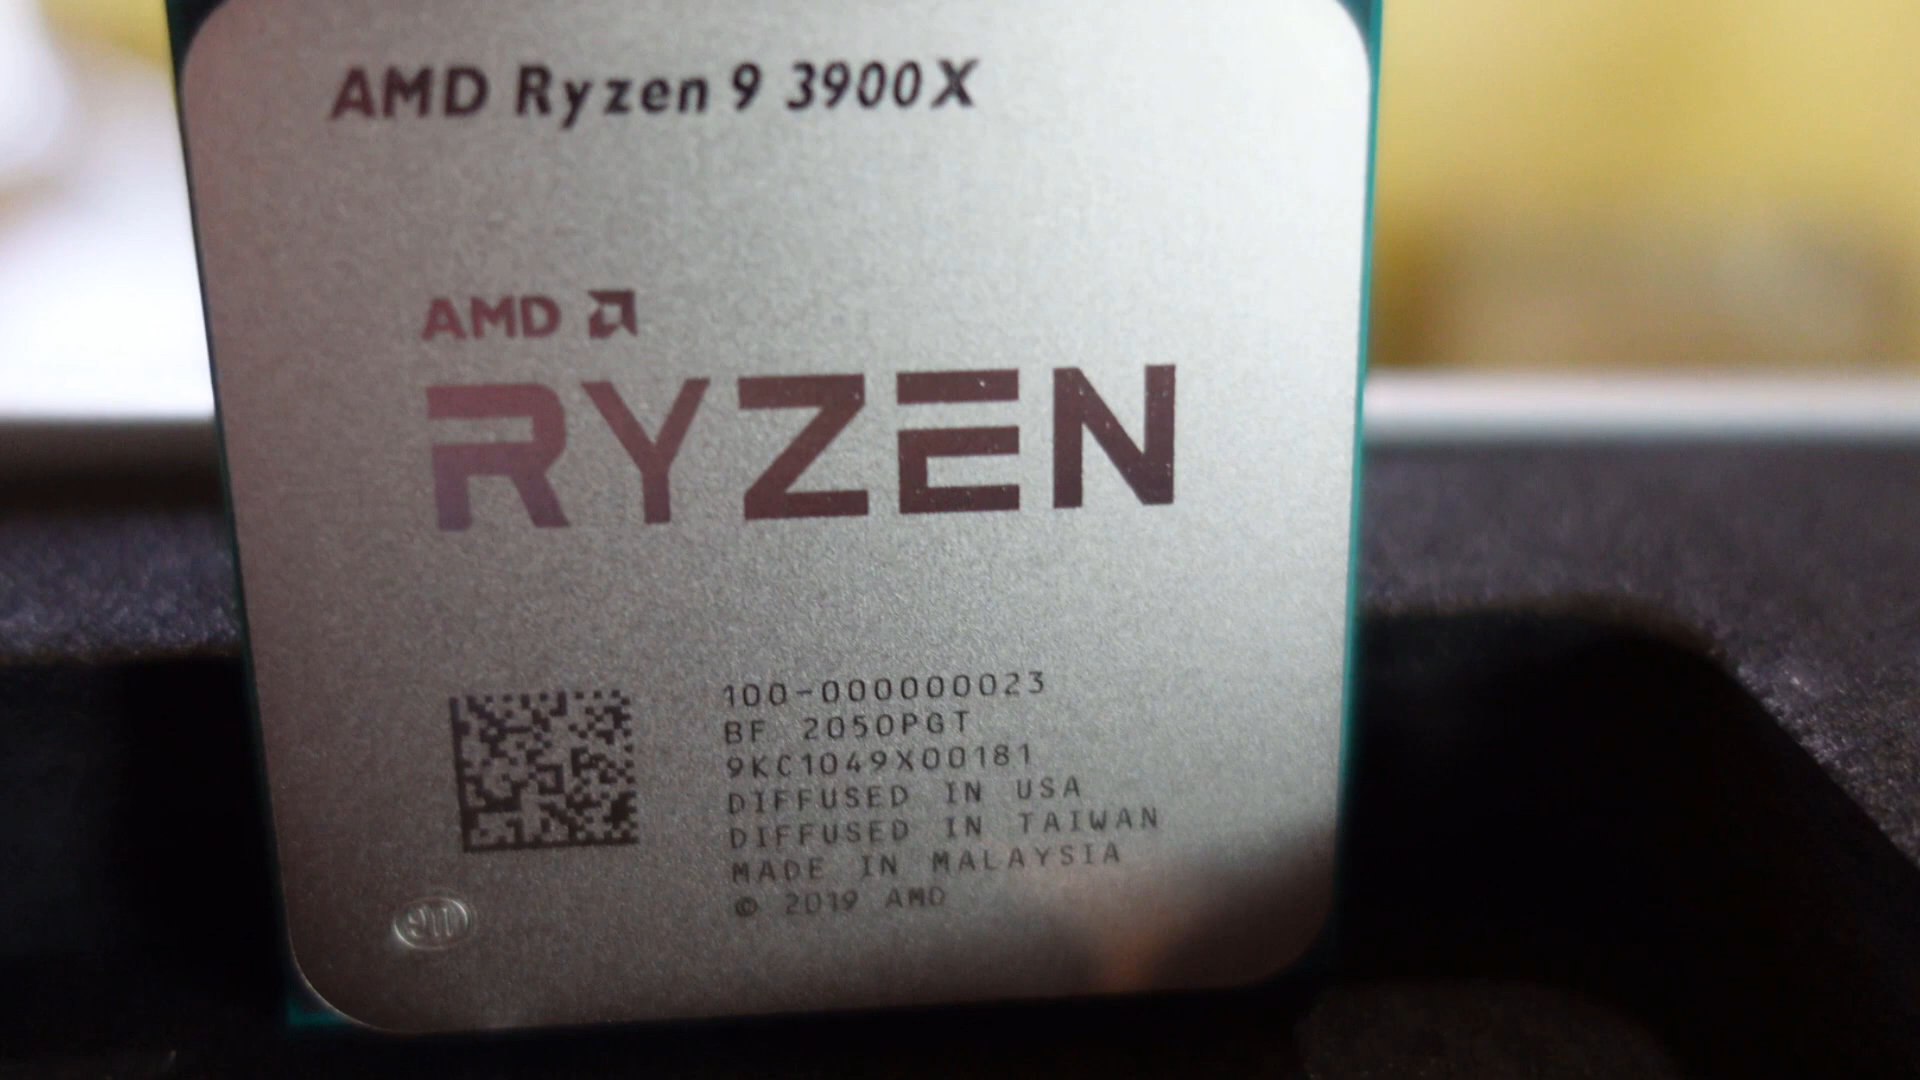 AMD Ryzen 9 3900X
AMD
RYZEN
100-000000023
BF 2050PGT
9KC1049X00181
DIFFUSED IN USA
DIFFUSED IN TAIWAN
MADE IN MALAYSIA
© 2019 AMD